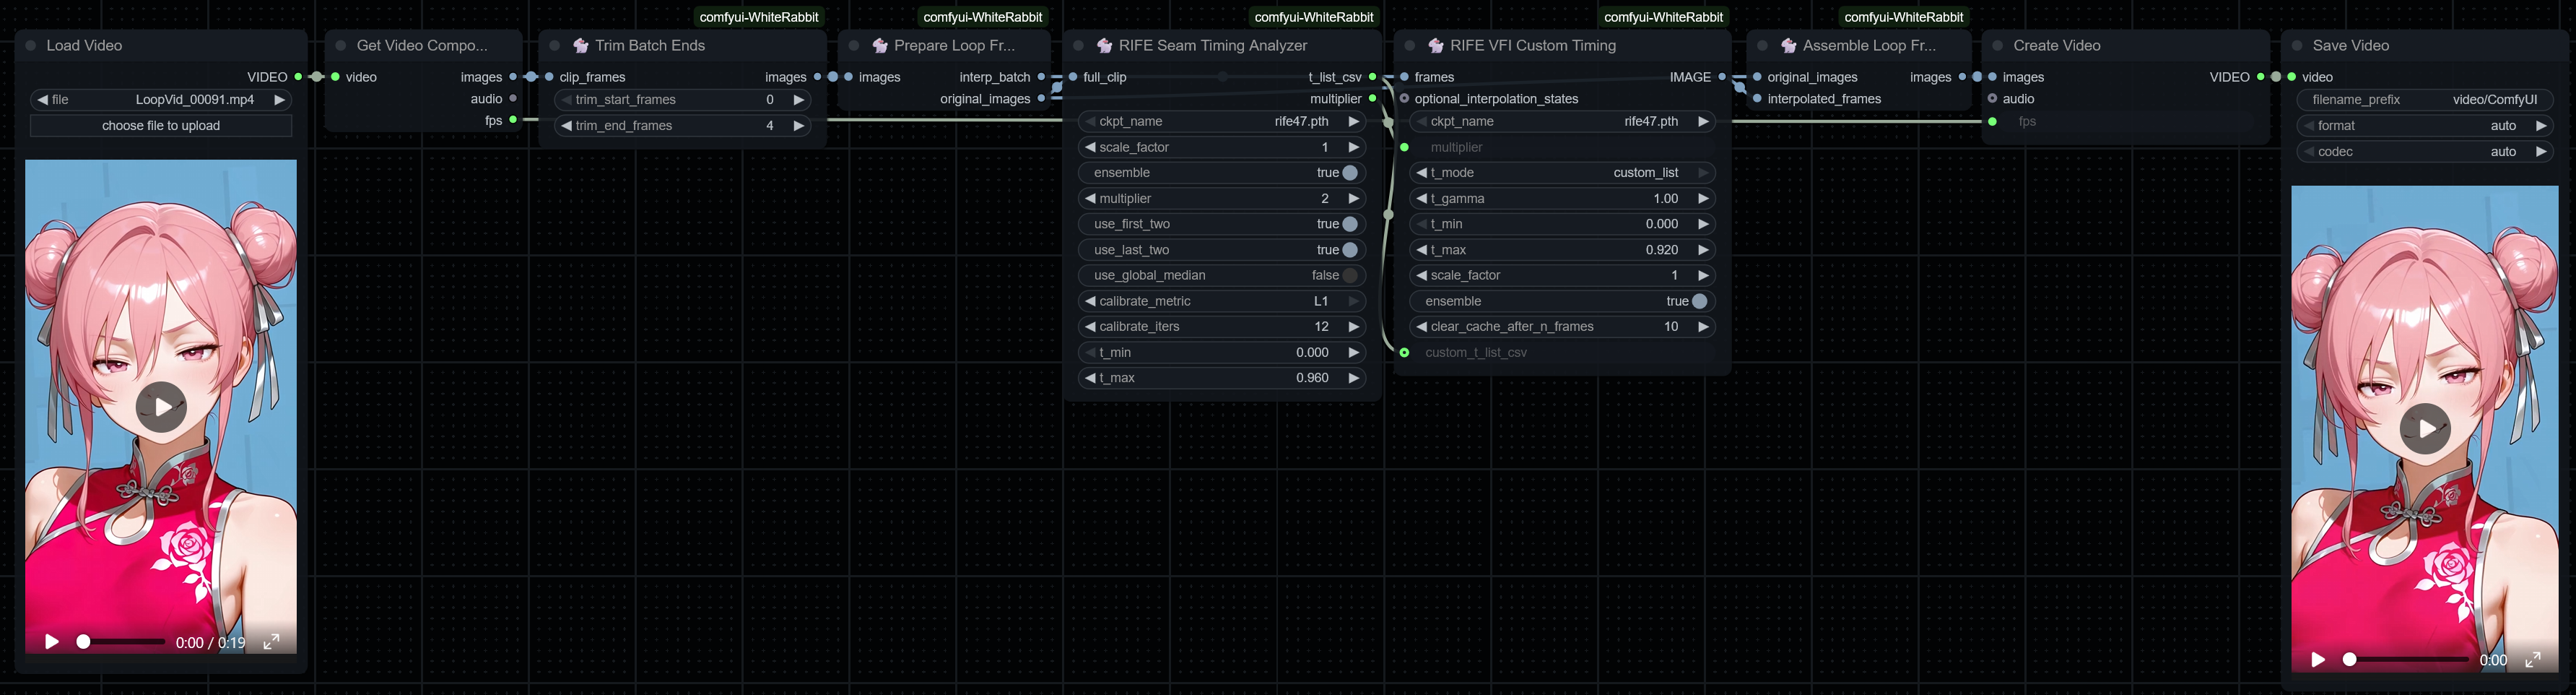 comfyui-WhiteRabbit
comfyui-WhiteRabbit
comfyui-WhiteRabbit
comfyui-WhiteRabbit
comfyui-WhiteRabbit
Load Video
VIDEO
file LoopVid_00091.mp4
choose file to upload
0:00 / 0:19
Get Video Compo...
video images
audio
fps
Trim Batch Ends
clip_frames images
trim_start_frames 0
trim_end_frames 4
Prepare Loop Fr...
images interp_batch
original_images
RIFE Seam Timing Analyzer
full_clip t_list_csv
multiplier
ckpt_name rife47.pth
scale_factor 1
ensemble true
multiplier 2
use_first_two true
use_last_two true
use_global_median false
calibrate_metric L1
calibrate_iters 12
t_min 0.000
t_max 0.960
RIFE VFI Custom Timing
frames IMAGE
optional_interpolation_states
ckpt_name rife47.pth
multiplier
t_mode custom_list
t_gamma 1.00
t_min 0.000
t_max 0.920
scale_factor 1
ensemble true
clear_cache_after_n_frames 10
custom_t_list_csv
Assemble Loop Fr...
original_images images
interpolated_frames
Create Video
images VIDEO
audio
fps
Save Video
video
filename_prefix video/ComfyUI
format auto
codec auto
0:00